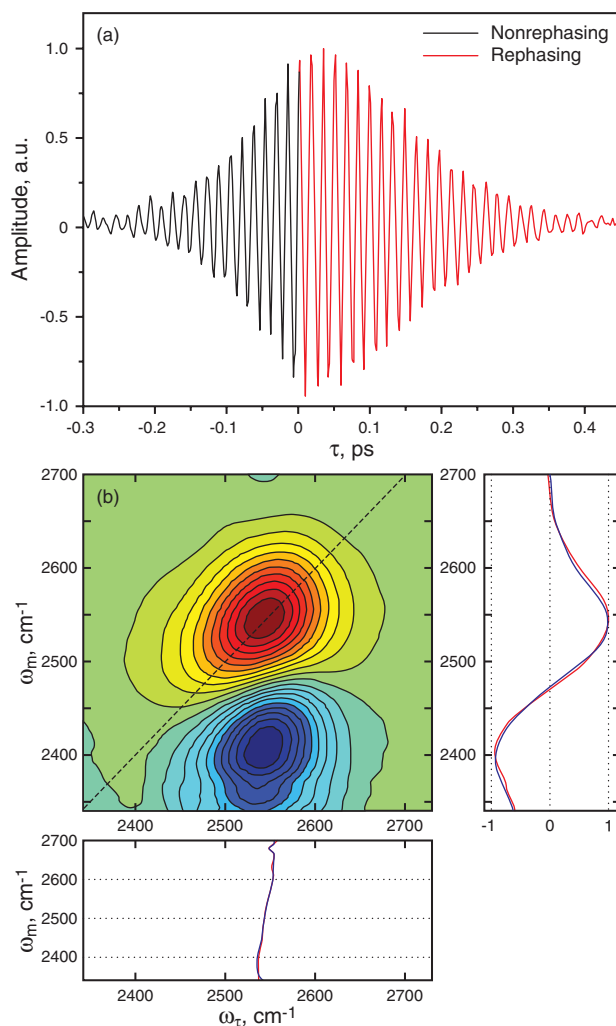 (a)
Nonrephasing
Rephasing
Amplitude, a.u.
1.0
0.5
0
-0.5
-1.0
-0.3 -0.2 -0.1 0 0.1 0.2 0.3 0.4
τ, ps
(b)
ωm, cm-1
2700
2600
2500
2400
2400 2500 2600 2700
2700
2600
2500
2400
-1 0 1
ωm, cm-1
2700
2600
2500
2400
2400 2500 2600 2700
ωτ, cm-1